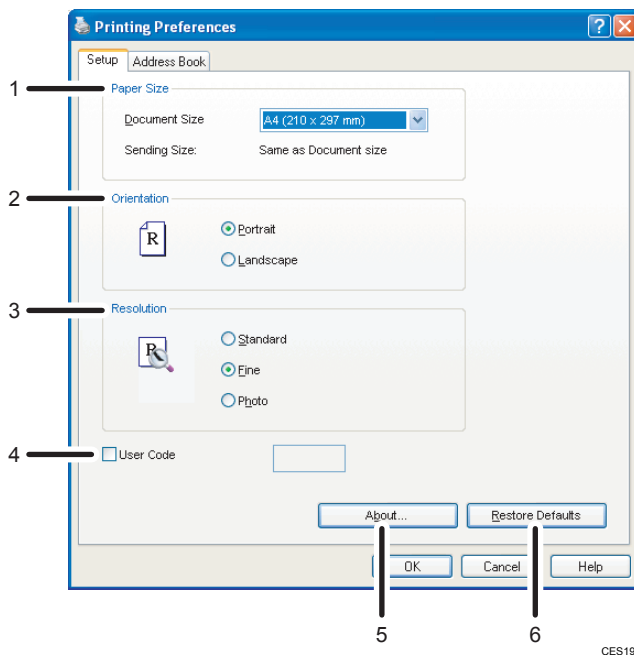 Printing Preferences
Setup
Address Book
1
Paper Size
Document Size
A4 (210 x 297 mm)
Sending Size:
Same as Document size
2
Orientation
R
Portrait
Landscape
3
Resolution
R
Standard
Fine
Photo
4
User Code
About...
Restore Defaults
OK
Cancel
Help
5
6
CES19